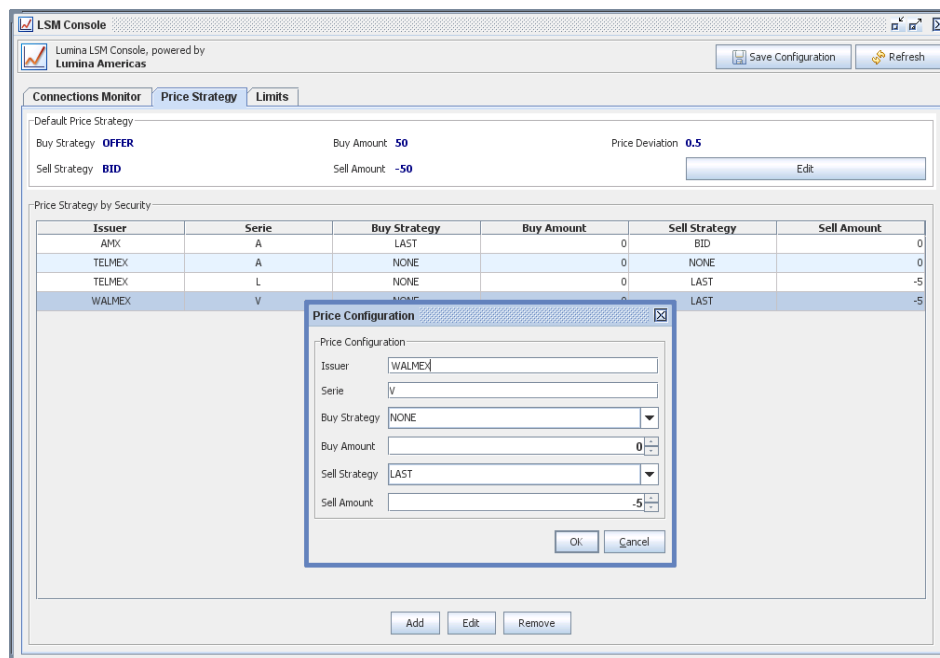 LSM Console
Lumina LSM Console, powered by
Lumina Americas
Save Configuration
Refresh
Connections Monitor Price Strategy Limits
Default Price Strategy
Buy Strategy OFFER Buy Amount 50 Price Deviation 0.5
Sell Strategy BID Sell Amount -50 Edit
Price Strategy by Security
Issuer Serie Buy Strategy Buy Amount Sell Strategy Sell Amount
AMX A LAST 0 BID 0
TELMEX A NONE 0 NONE 0
TELMEX L NONE 0 LAST -5
WALMEX V NONE 0 LAST -5
Price Configuration
Price Configuration
Issuer WALMEX
Serie V
Buy Strategy NONE
Buy Amount 0
Sell Strategy LAST
Sell Amount -5
OK Cancel
Add Edit Remove